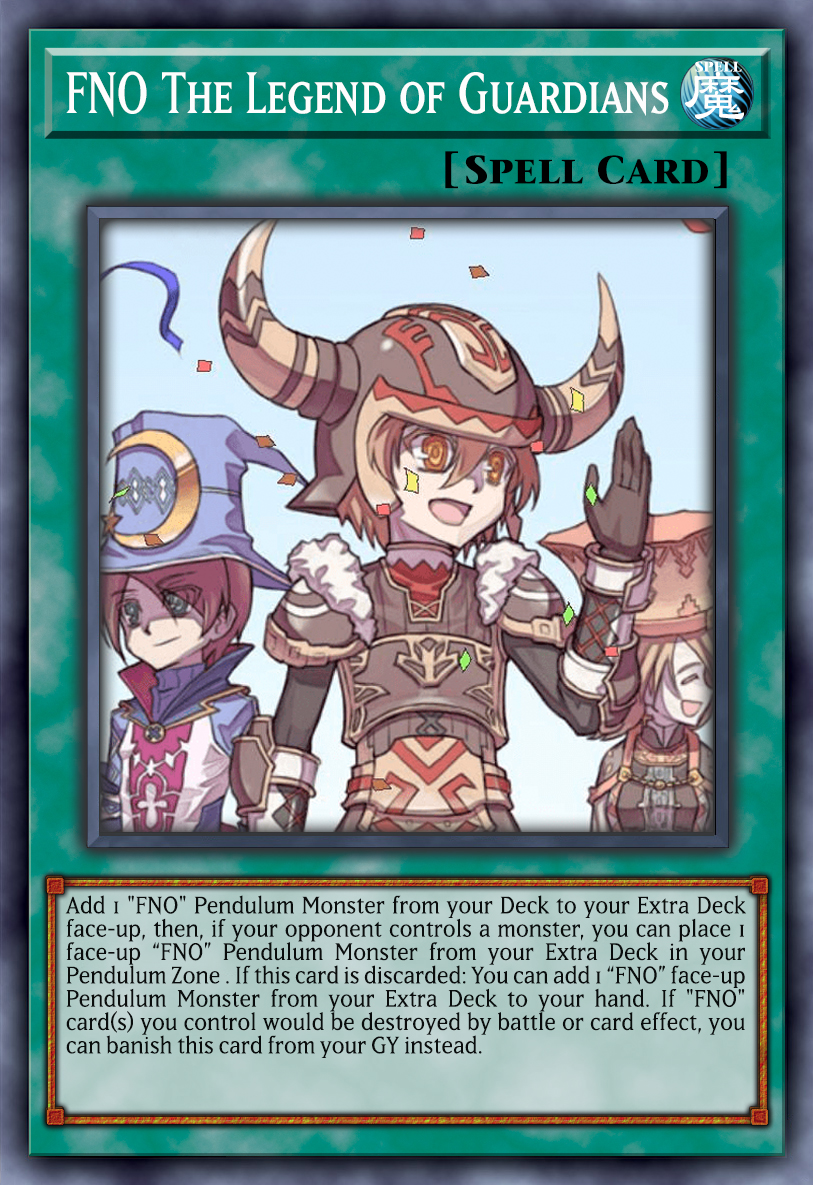 FNO The Legend of Guardians
SPELL
魔
[Spell Card]
Add 1 "FNO" Pendulum Monster from your Deck to your Extra Deck
face-up, then, if your opponent controls a monster, you can place 1
face-up “FNO” Pendulum Monster from your Extra Deck in your
Pendulum Zone . If this card is discarded: You can add 1 “FNO” face-up
Pendulum Monster from your Extra Deck to your hand. If "FNO"
card(s) you control would be destroyed by battle or card effect, you
can banish this card from your GY instead.